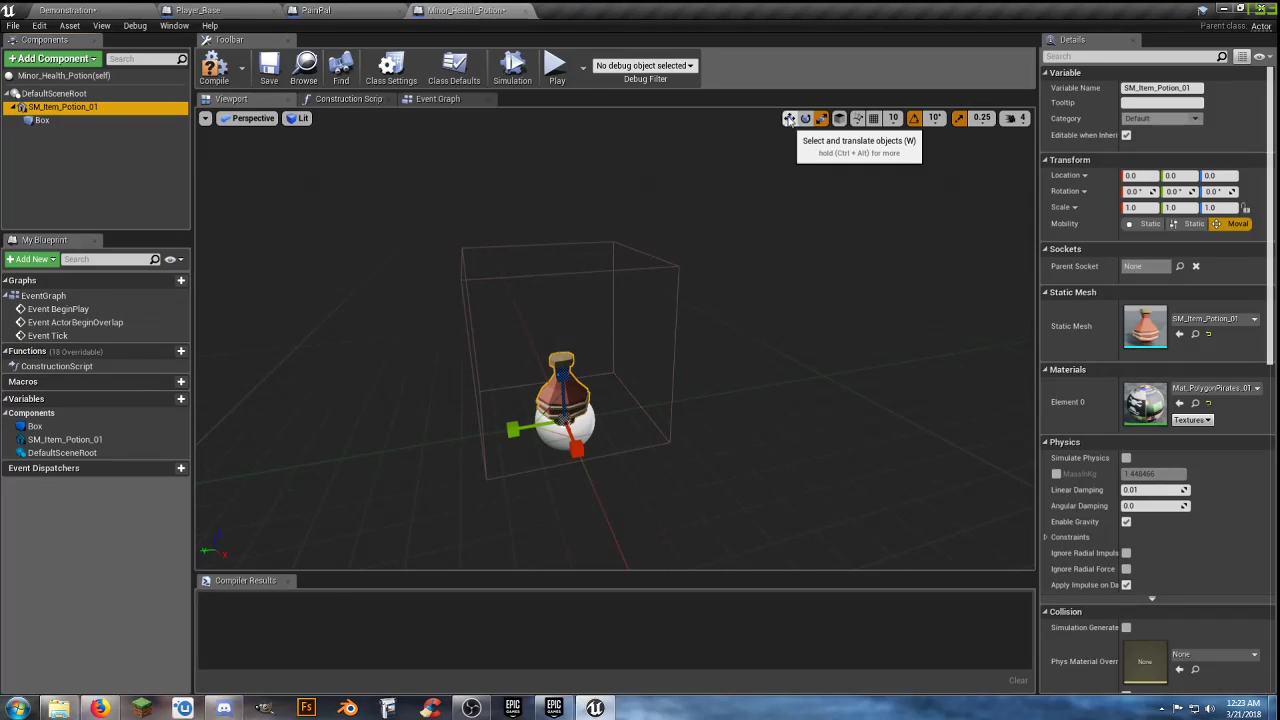 Demonstration*
Player_Base
PainPal
Minor_Health_Potion*
File Edit Asset View Debug Window Help
Parent class: Actor
Components
Toolbar
Details
Add Component
Search
Minor_Health_Potion(self)
DefaultSceneRoot
SM_Item_Potion_01
Box
Compile
Save
Browse
Find
Class Settings
Class Defaults
Simulation
Play
No debug object selected
Debug Filter
Viewport
Construction Scrip
Event Graph
Perspective
Lit
10
10°
0.25
4
Select and translate objects (W)
hold (Ctrl + Alt) for more
My Blueprint
Add New
Search
Graphs
EventGraph
Event BeginPlay
Event ActorBeginOverlap
Event Tick
Functions (18 Overridable)
ConstructionScript
Macros
Variables
Components
Box
SM_Item_Potion_01
DefaultSceneRoot
Event Dispatchers
Compiler Results
Clear
Search
Variable
Variable Name SM_Item_Potion_01
Tooltip
Category Default
Editable when Inheri
Transform
Location 0.0 0.0 0.0
Rotation 0.0° 0.0° 0.0°
Scale 1.0 1.0 1.0
Mobility Static Static Moval
Sockets
Parent Socket None
Static Mesh
Static Mesh SM_Item_Potion_01
Materials
Element 0 Mat_PolygonPirates_01
Textures
Physics
Simulate Physics
MassInKg 1.448466
Linear Damping 0.01
Angular Damping 0.0
Enable Gravity
Constraints
Ignore Radial Impuls
Ignore Radial Force
Apply Impulse on Da
Collision
Simulation Generate
Phys Material Overr None
None
Fs
EPIC GAMES
EPIC GAMES
12:23 AM
3/21/2018